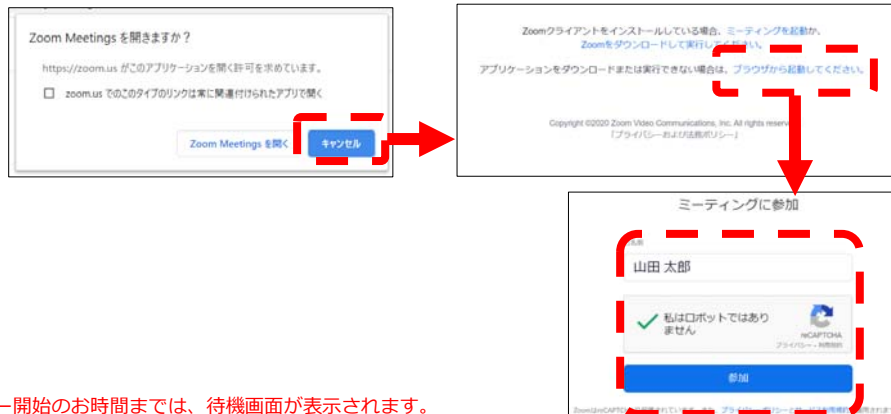 Zoom Meetings を開きますか？
https://zoom.us がこのアプリケーションを開く許可を求めています。
zoom.us でのこのタイプのリンクは常に関連付けられたアプリで開く
Zoom Meetings を開く
キャンセル
Zoomクライアントをインストールしている場合、ミーティングを起動か、
Zoomをダウンロードして実行してください。
アプリケーションをダウンロードまたは実行できない場合は、ブラウザから起動してください。
Copyright ©2020 Zoom Video Communications, Inc. All rights reserv
「プライバシーおよび法務ポリシー」
ミーティングに参加
山田 太郎
私はロボットではあり
ません
reCAPTCHA
プライバシー - 利用規約
参加
ー開始のお時間までは、待機画面が表示されます。